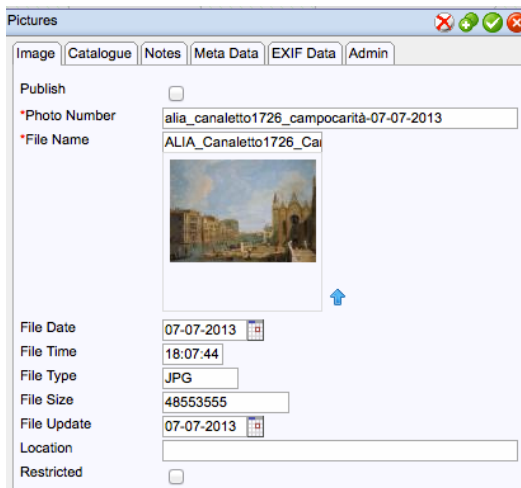 Pictures
Image Catalogue Notes Meta Data EXIF Data Admin
Publish
*Photo Number alia_canaletto1726_campocarità-07-07-2013
*File Name ALIA_Canaletto1726_Ca
File Date 07-07-2013
File Time 18:07:44
File Type JPG
File Size 48553555
File Update 07-07-2013
Location
Restricted